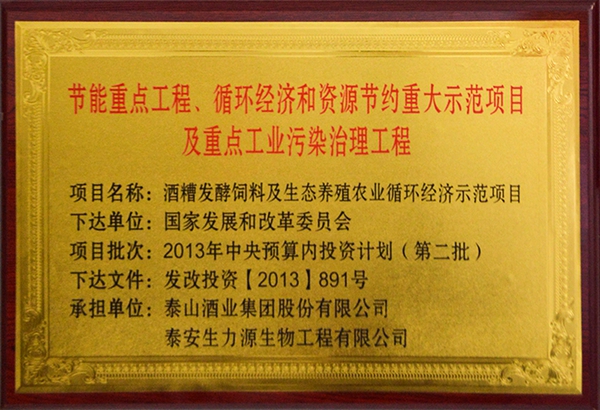 节能重点工程、循环经济和资源节约重大示范项目
及重点工业污染治理工程
项目名称：酒糟发酵饲料及生态养殖农业循环经济示范项目
下达单位：国家发展和改革委员会
项目批次：2013年中央预算内投资计划（第二批）
下达文件：发改投资【2013】891号
承担单位：泰山酒业集团股份有限公司
泰安生力源生物工程有限公司